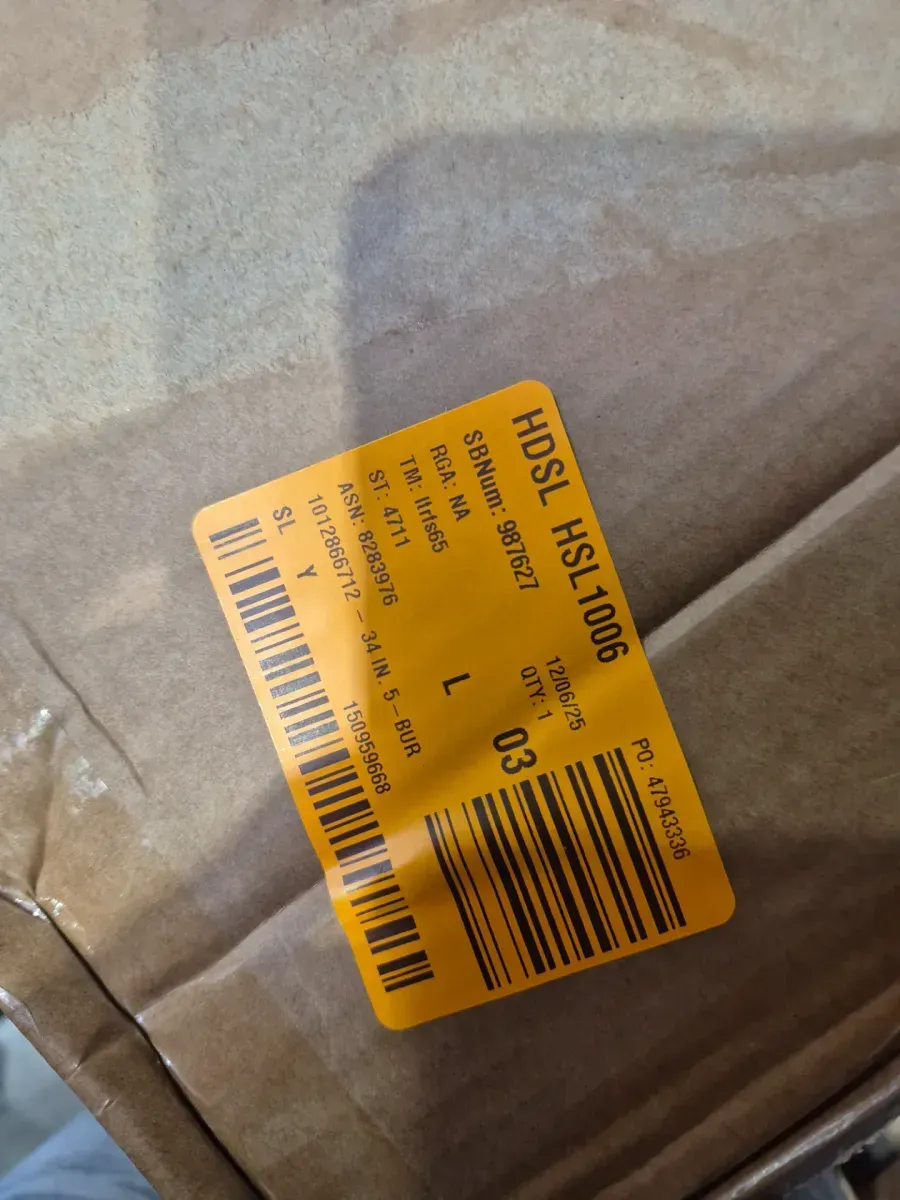 HDSL HSL1006
SBNum: 987627
PO: 47943336
RGA: NA
12/06/25
TM: ltrfs65
QTY: 1
ST: 4711
L
03
ASN: 8283976
1012866712 - 34 IN. 5-BUR
SL
Y
150959668